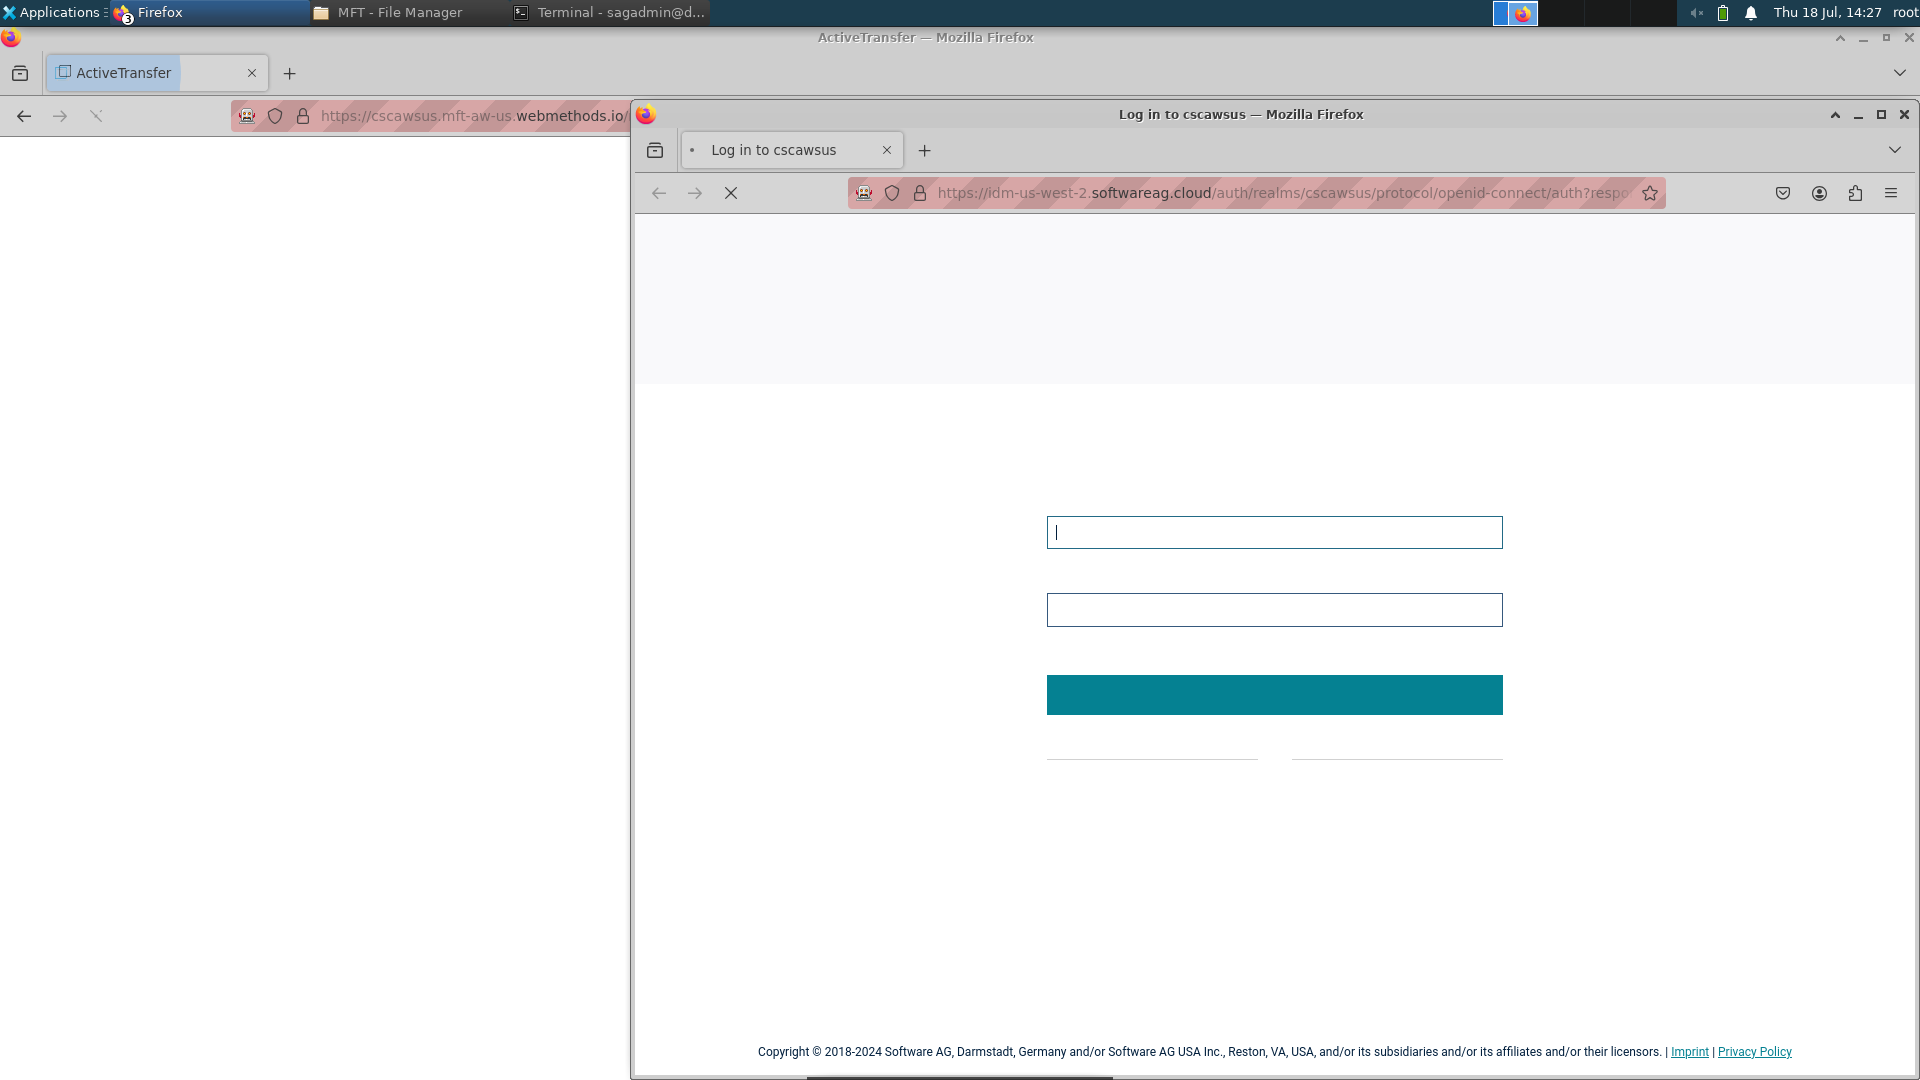 Applications
3
Firefox
MFT - File Manager
Terminal - sagadmin@d...
Thu 18 Jul, 14:27
root
ActiveTransfer — Mozilla Firefox
ActiveTransfer
https://cscawsus.mft-aw-us.webmethods.io/
Log in to cscawsus — Mozilla Firefox
Log in to cscawsus
https://idm-us-west-2.softwareag.cloud/auth/realms/cscawsus/protocol/openid-connect/auth?respo
Copyright © 2018-2024 Software AG, Darmstadt, Germany and/or Software AG USA Inc., Reston, VA, USA, and/or its subsidiaries and/or its affiliates and/or their licensors. | Imprint | Privacy Policy